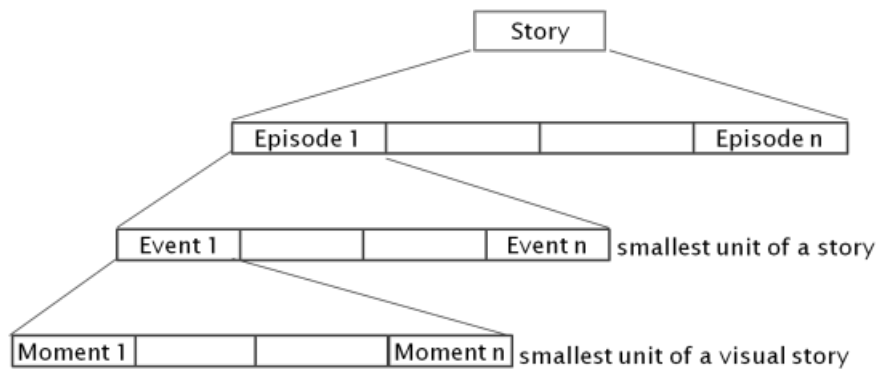 Story
Episode 1 Episode n
Event 1 Event n smallest unit of a story
Moment 1 Moment n smallest unit of a visual story